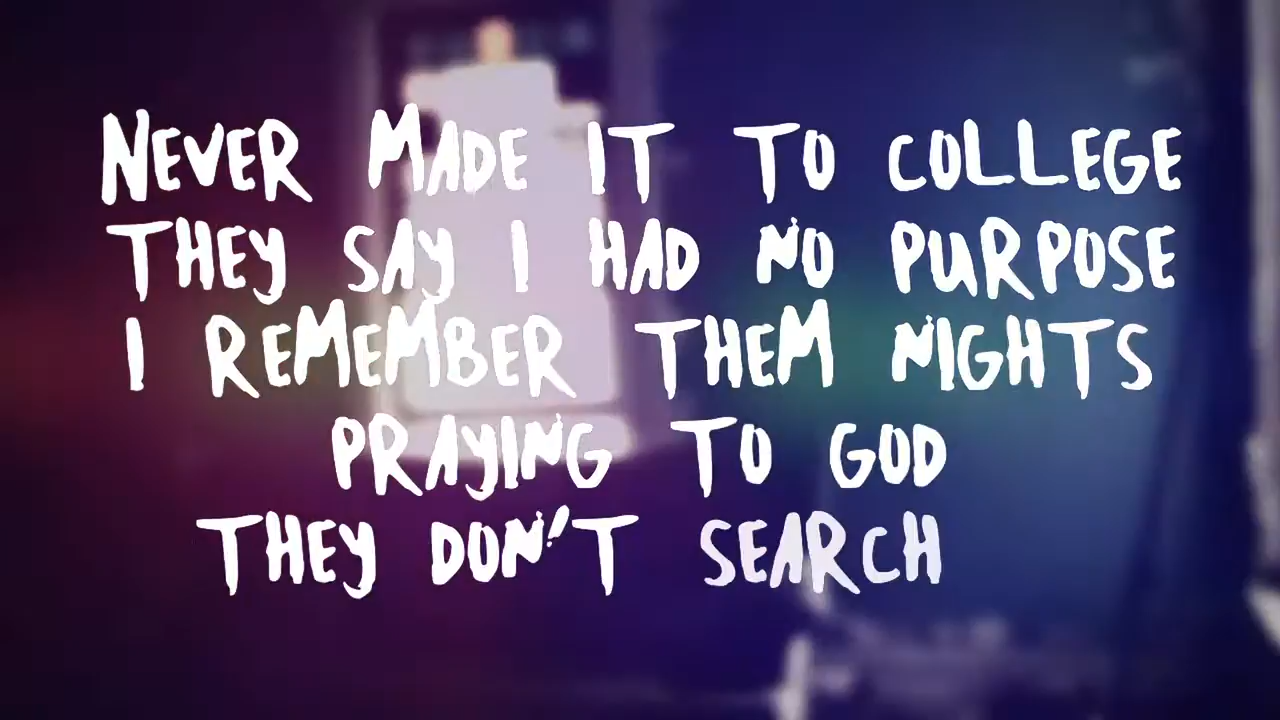 NEVER MADE IT TO COLLEGE
THEY SAY I HAD NO PURPOSE
I REMEMBER THEM NIGHTS
PRAYING TO GOD
THEY DON'T SEARCH